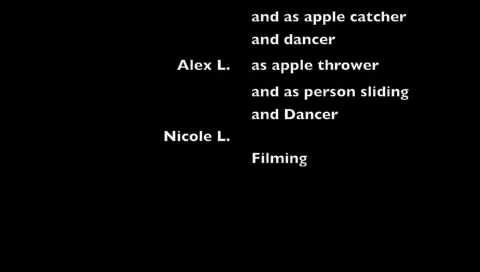 and as apple catcher
and dancer
Alex L. as apple thrower
and as person sliding
and Dancer
Nicole L.
Filming